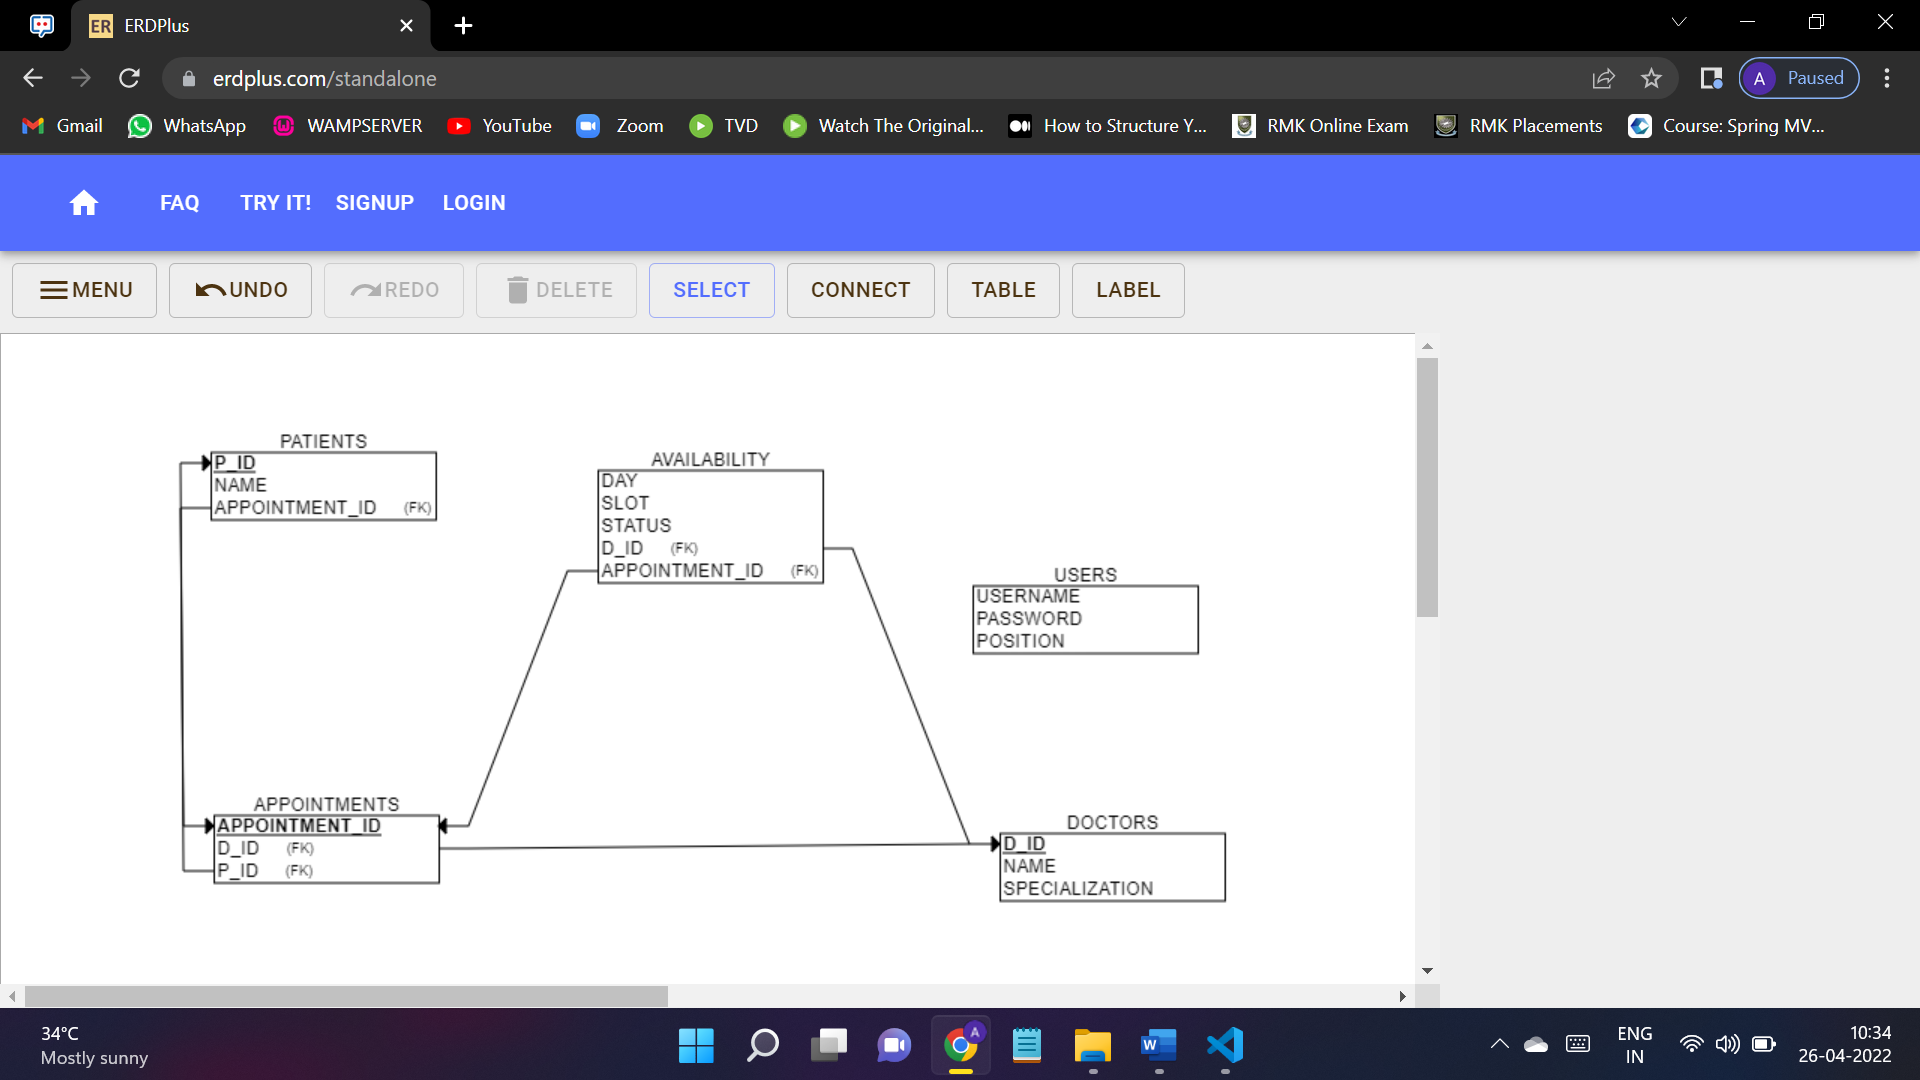 ER ERDPlus
erdplus.com/standalone
A Paused
Gmail WhatsApp WAMPSERVER YouTube Zoom TVD Watch The Original... How to Structure Y... RMK Online Exam RMK Placements Course: Spring MV...
FAQ TRY IT! SIGNUP LOGIN
MENU UNDO REDO DELETE SELECT CONNECT TABLE LABEL
PATIENTS
P_ID
NAME
APPOINTMENT_ID (FK)
AVAILABILITY
DAY
SLOT
STATUS
D_ID (FK)
APPOINTMENT_ID (FK)
USERS
USERNAME
PASSWORD
POSITION
APPOINTMENTS
APPOINTMENT_ID
D_ID (FK)
P_ID (FK)
DOCTORS
D_ID
NAME
SPECIALIZATION
34°C
Mostly sunny
A
W
ENG
IN
10:34
26-04-2022